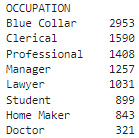 OCCUPATION
Blue Collar 2953
Clerical 1590
Professional 1408
Manager 1257
Lawyer 1031
Student 899
Home Maker 843
Doctor 321